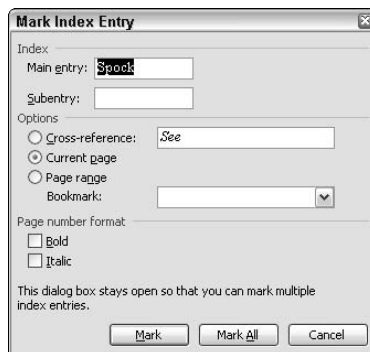 Mark Index Entry
Index
Main entry: Spock
Subentry:
Options
Cross-reference: See
Current page
Page range
Bookmark:
Page number format
Bold
Italic
This dialog box stays open so that you can mark multiple
index entries.
Mark Mark All Cancel